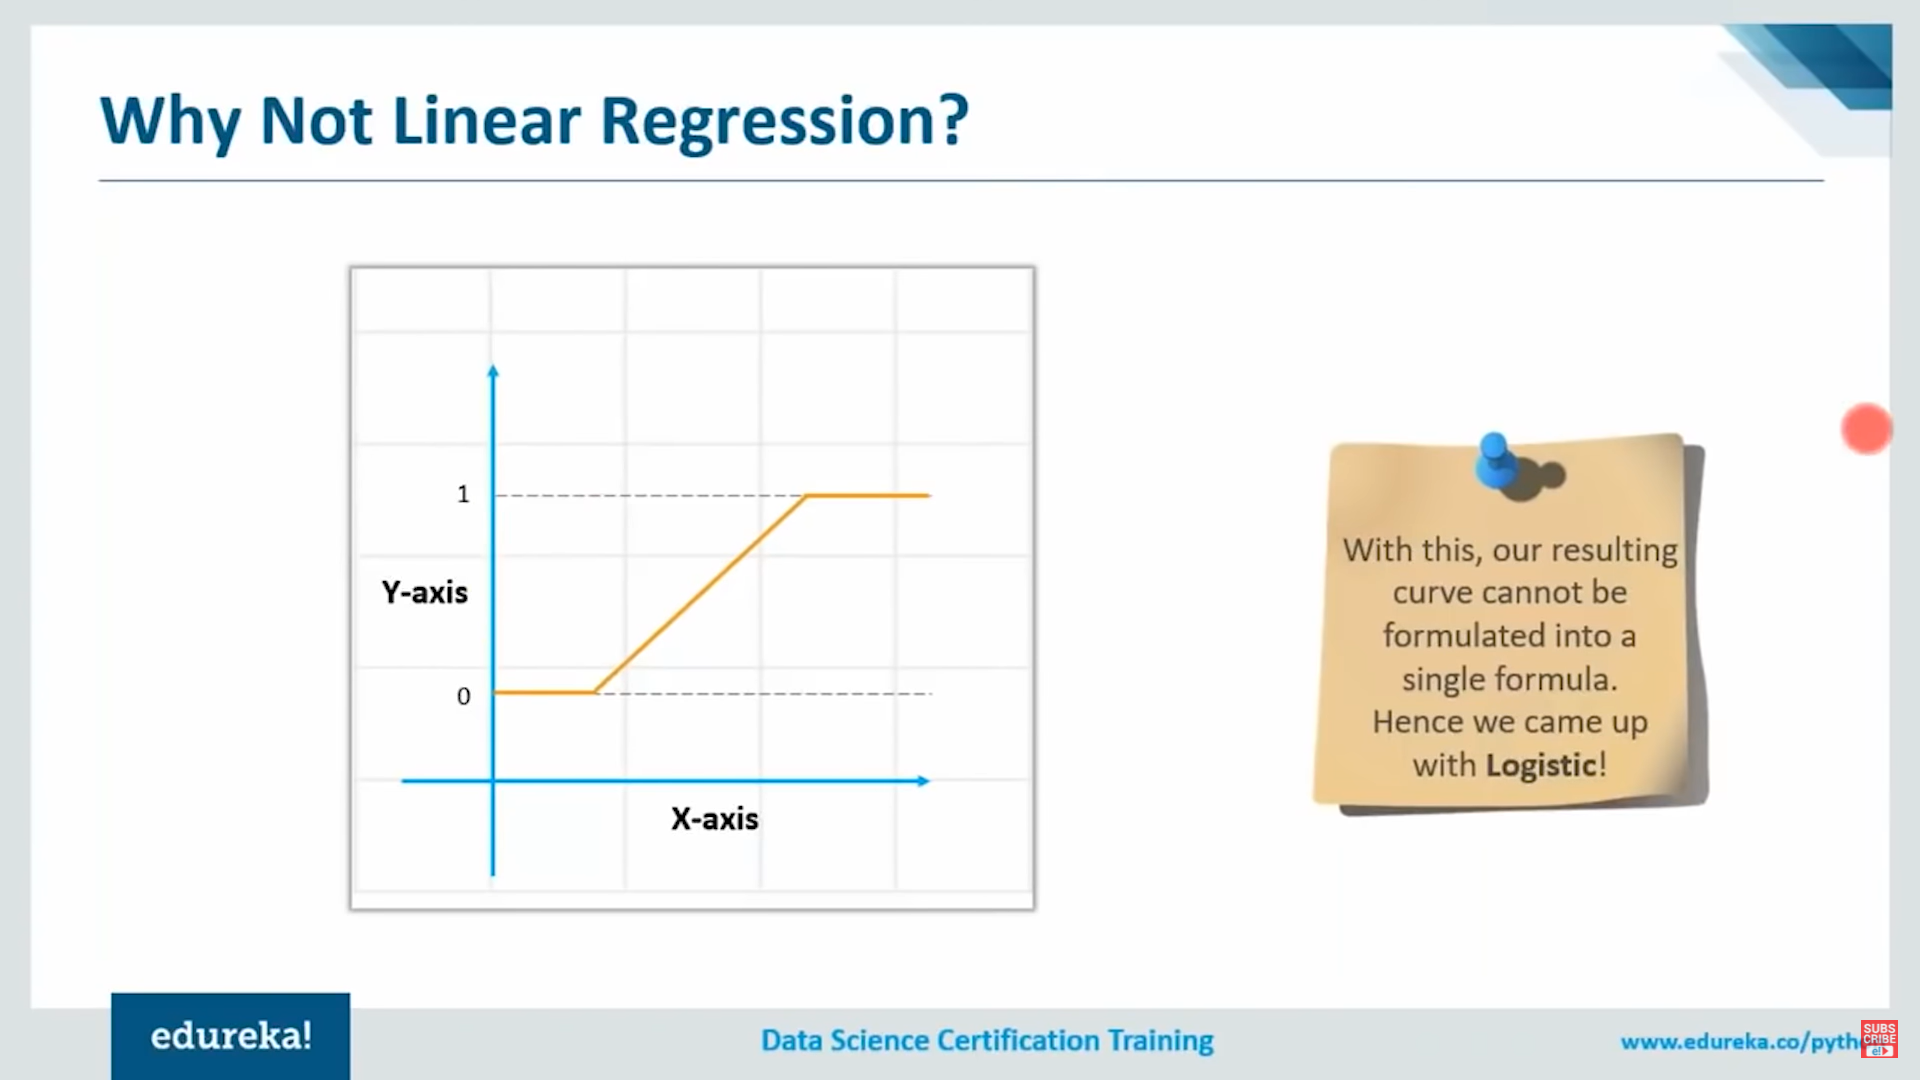 Why Not Linear Regression?
1
Y-axis
0
X-axis
With this, our resulting
curve cannot be
formulated into a
single formula.
Hence we came up
with Logistic!
edureka!
Data Science Certification Training
www.edureka.co/pyth
SUBS
CRIBE
e!